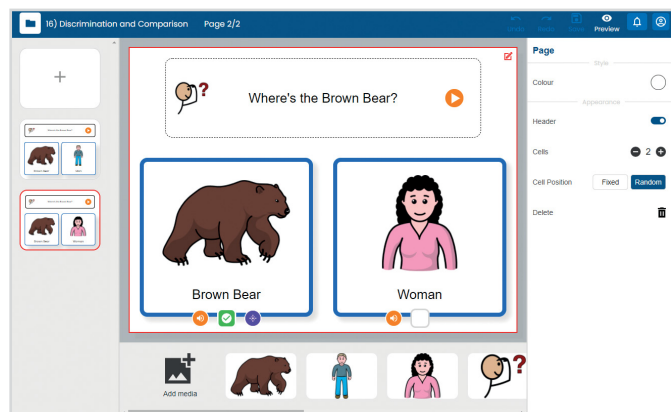 16) Discrimination and Comparison Page 2/2
Preview
Page
Style
Colour
Appearance
Header
Cells
2
Cell Position
Fixed
Random
Delete
?
Where's the Brown Bear?
Brown Bear
Woman
Add media
?